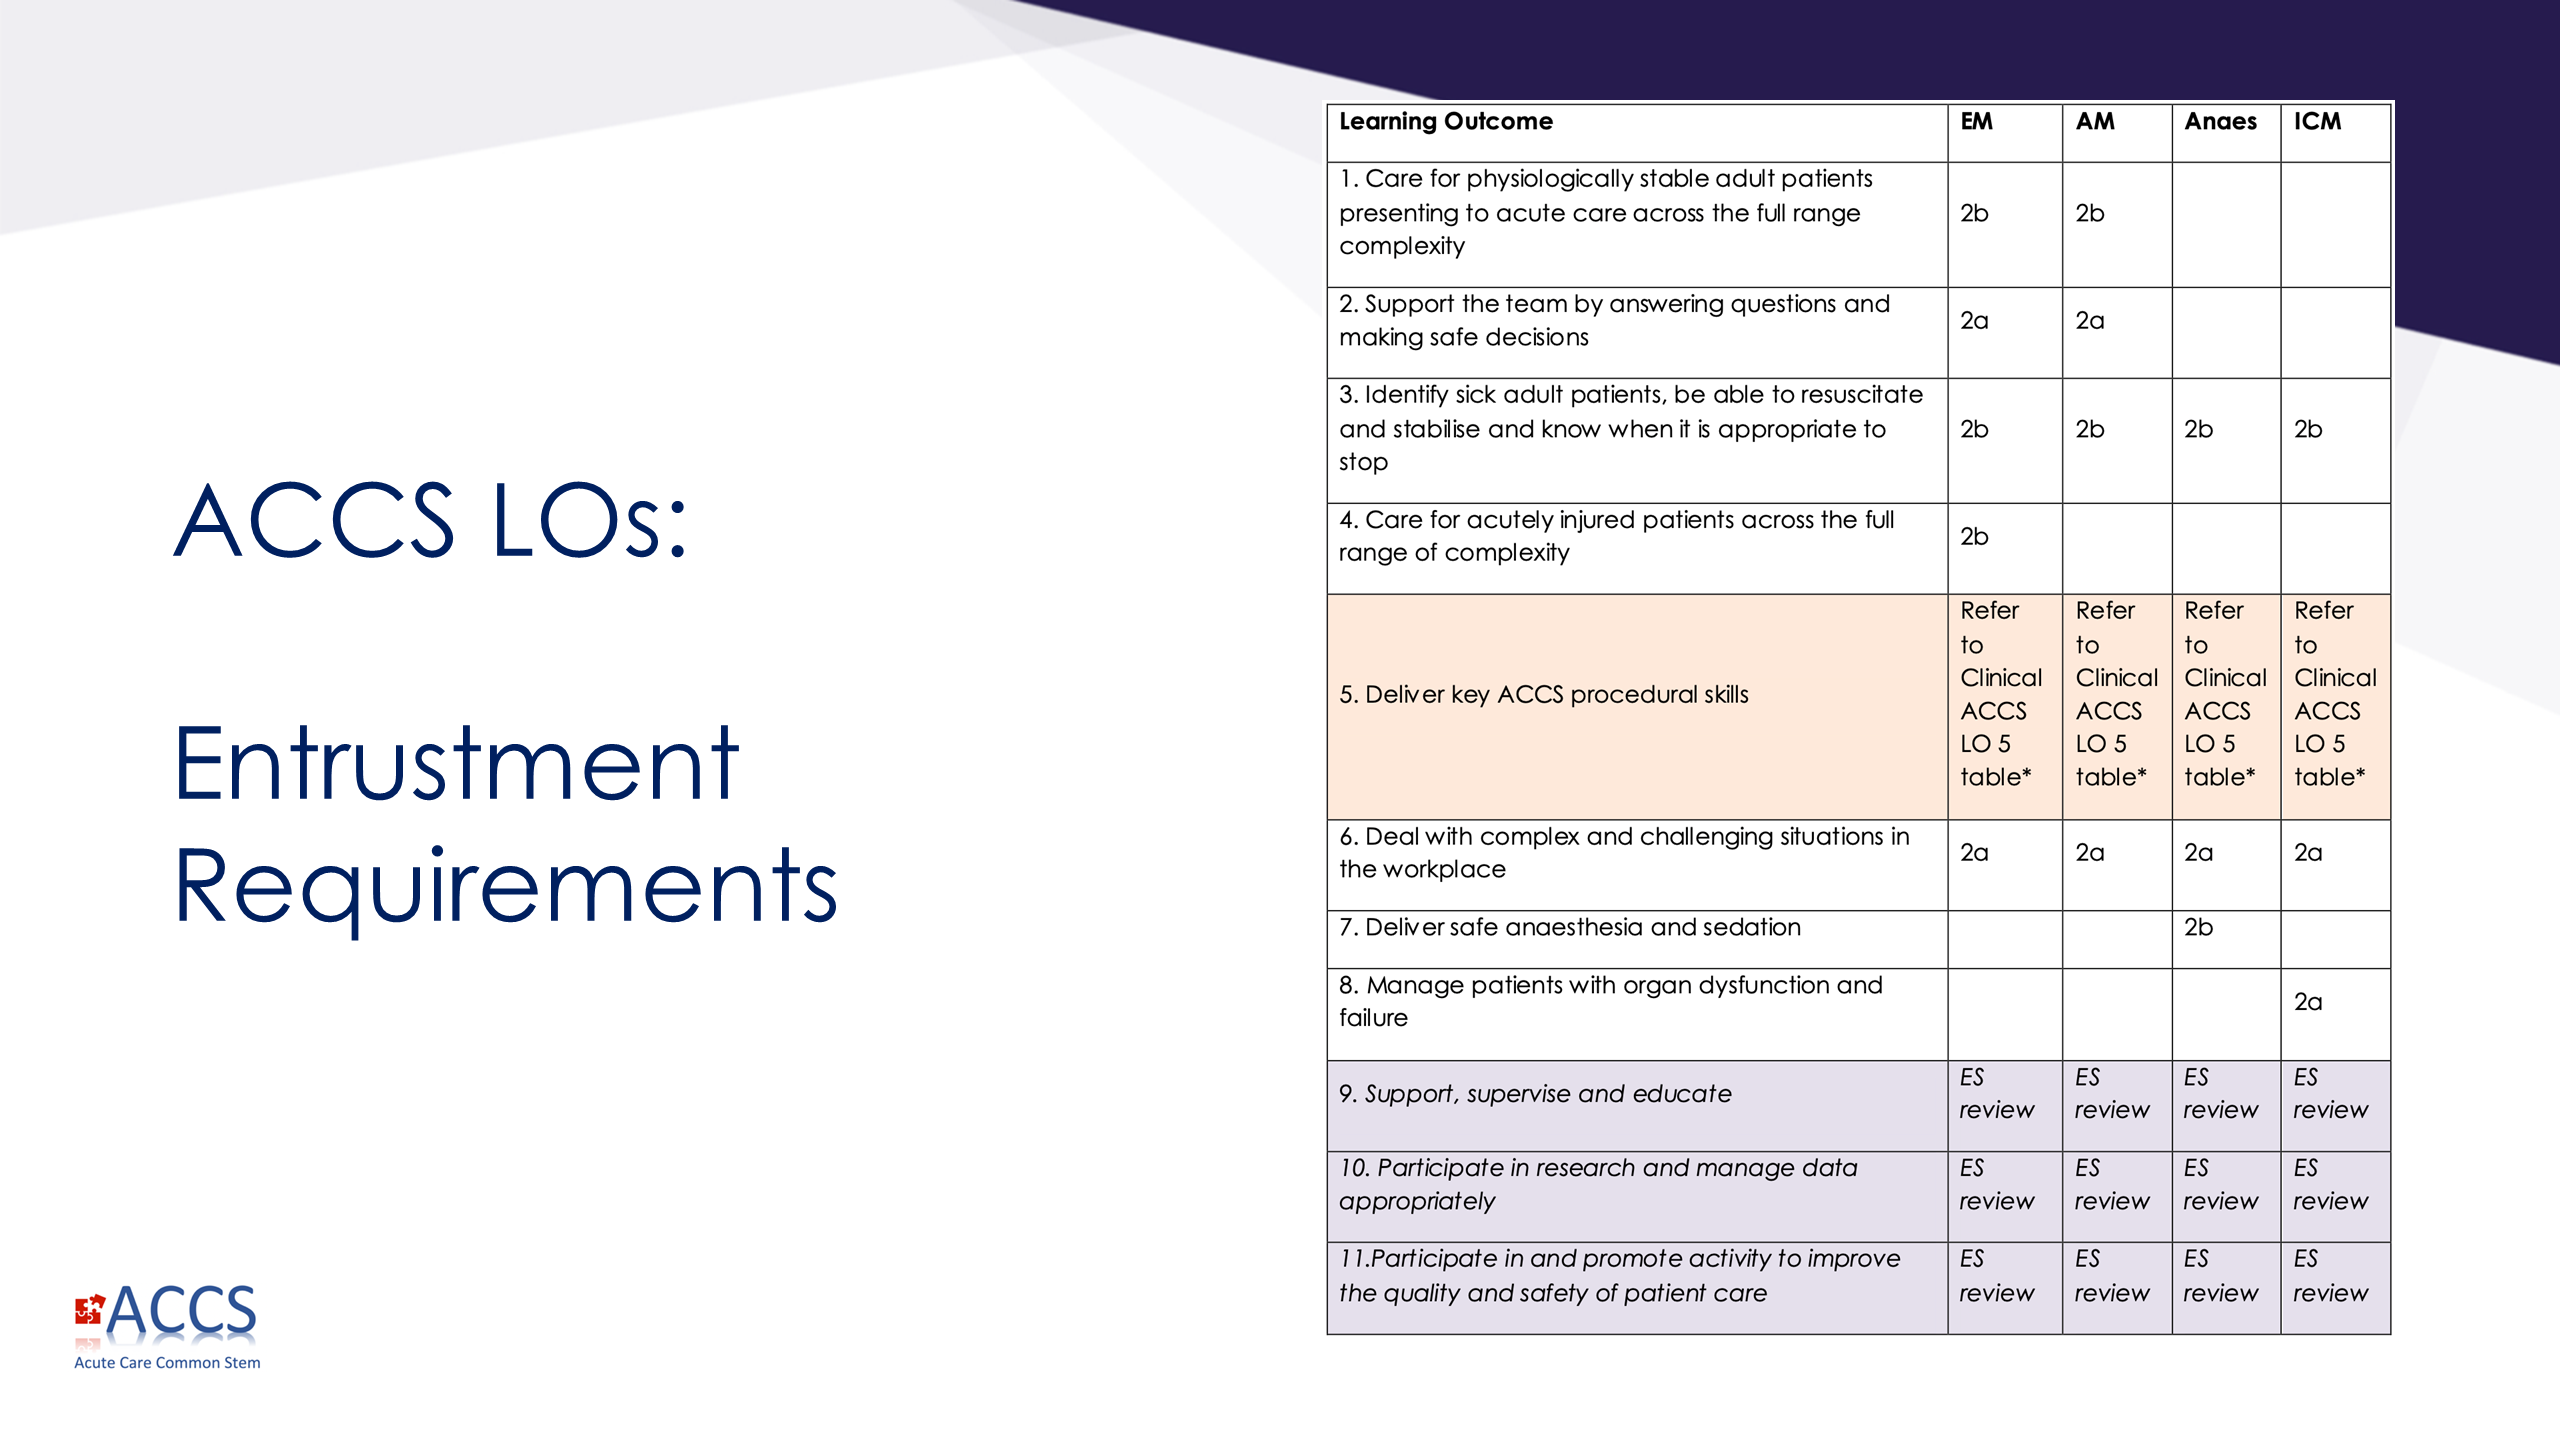 ACCS LOs:
Entrustment
Requirements
Learning Outcome EM AM Anaes ICM
1. Care for physiologically stable adult patients
presenting to acute care across the full range
complexity
2b 2b
2. Support the team by answering questions and
making safe decisions
2a 2a
3. Identify sick adult patients, be able to resuscitate
and stabilise and know when it is appropriate to
stop
2b 2b 2b 2b
4. Care for acutely injured patients across the full
range of complexity
2b
5. Deliver key ACCS procedural skills
Refer Refer Refer Refer
to to to to
Clinical Clinical Clinical Clinical
ACCS ACCS ACCS ACCS
LO 5 LO 5 LO 5 LO 5
table* table* table* table*
6. Deal with complex and challenging situations in
the workplace
2a 2a 2a 2a
7. Deliver safe anaesthesia and sedation 2b
8. Manage patients with organ dysfunction and
failure
2a
9. Support, supervise and educate
ES ES ES ES
review review review review
10. Participate in research and manage data
appropriately
ES ES ES ES
review review review review
11.Participate in and promote activity to improve
the quality and safety of patient care
ES ES ES ES
review review review review
ACCS
Acute Care Common Stem